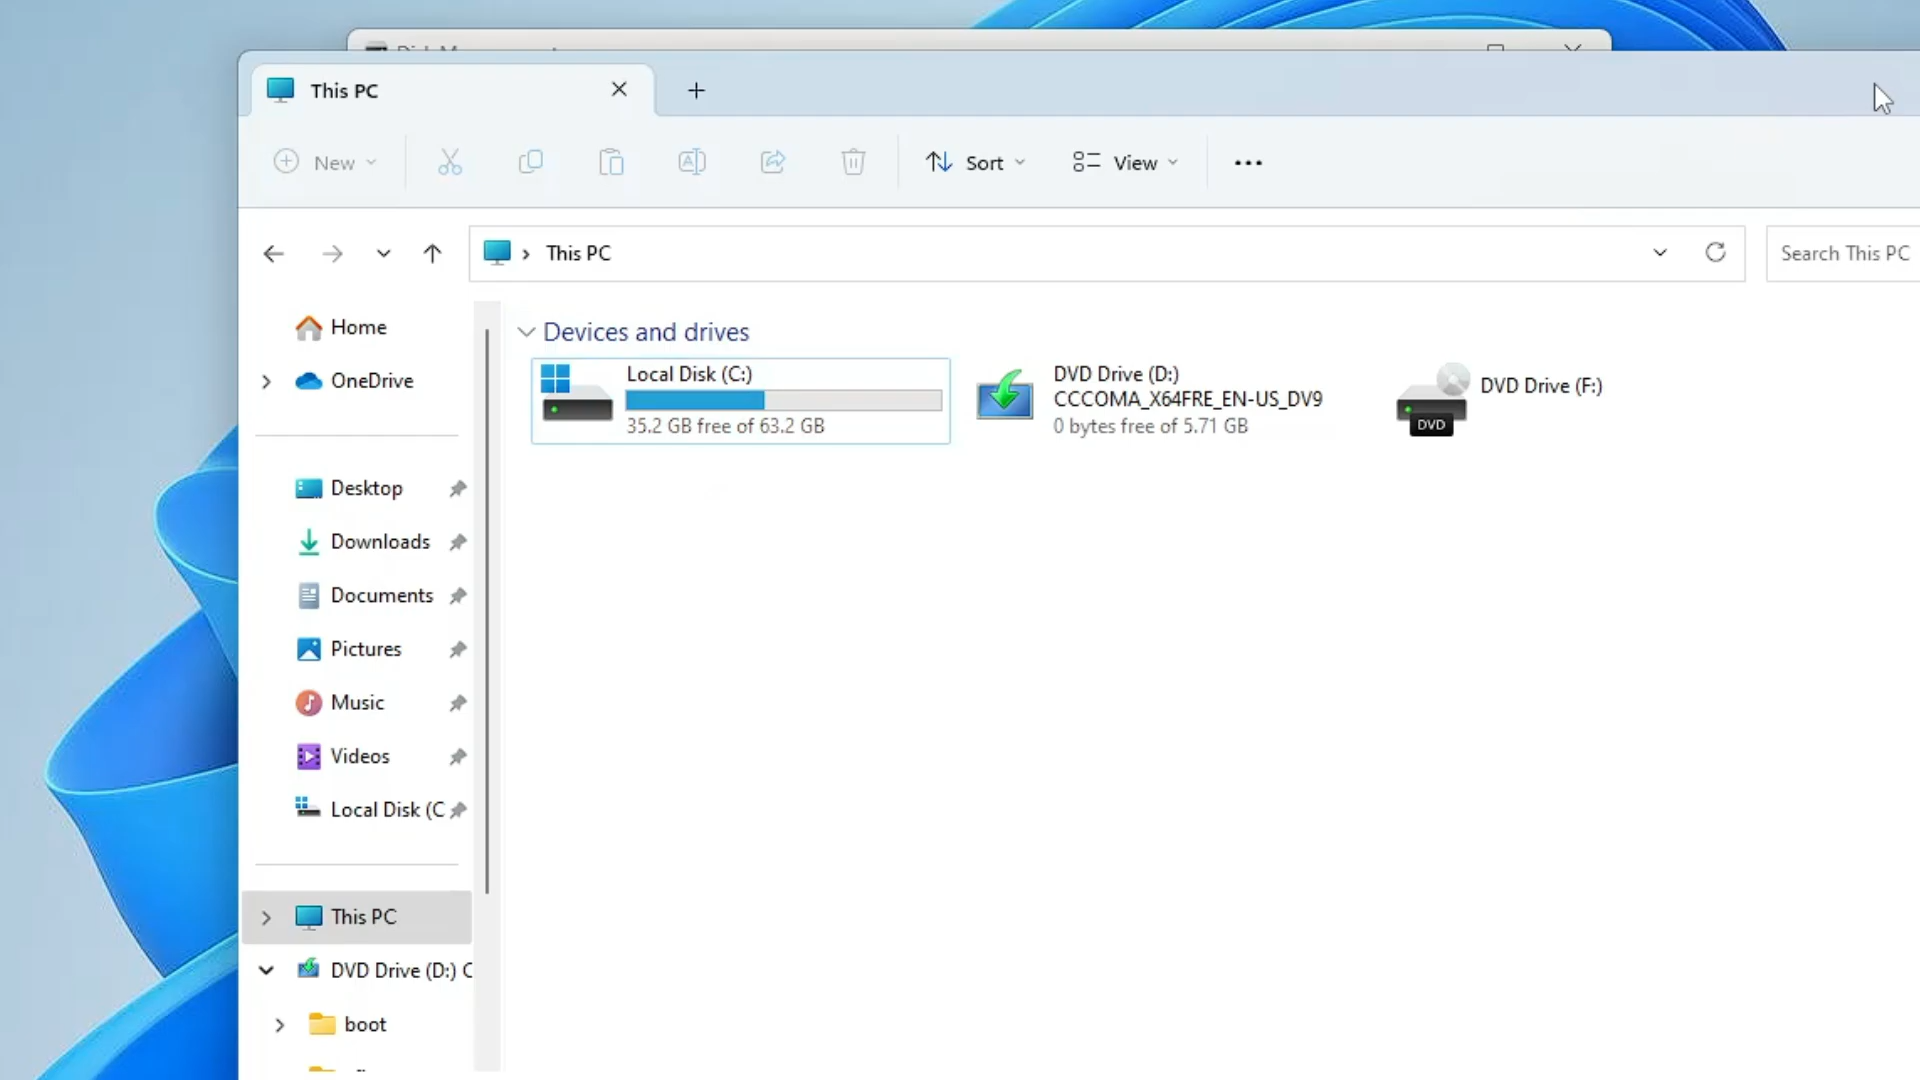 This PC
New
Sort
View
This PC
Search This PC
Home
OneDrive
Desktop
Downloads
Documents
Pictures
Music
Videos
Local Disk (C
This PC
DVD Drive (D:) C
boot
Devices and drives
Local Disk (C:)
35.2 GB free of 63.2 GB
DVD Drive (D:)
CCCOMA_X64FRE_EN-US_DV9
0 bytes free of 5.71 GB
DVD Drive (F:)
DVD